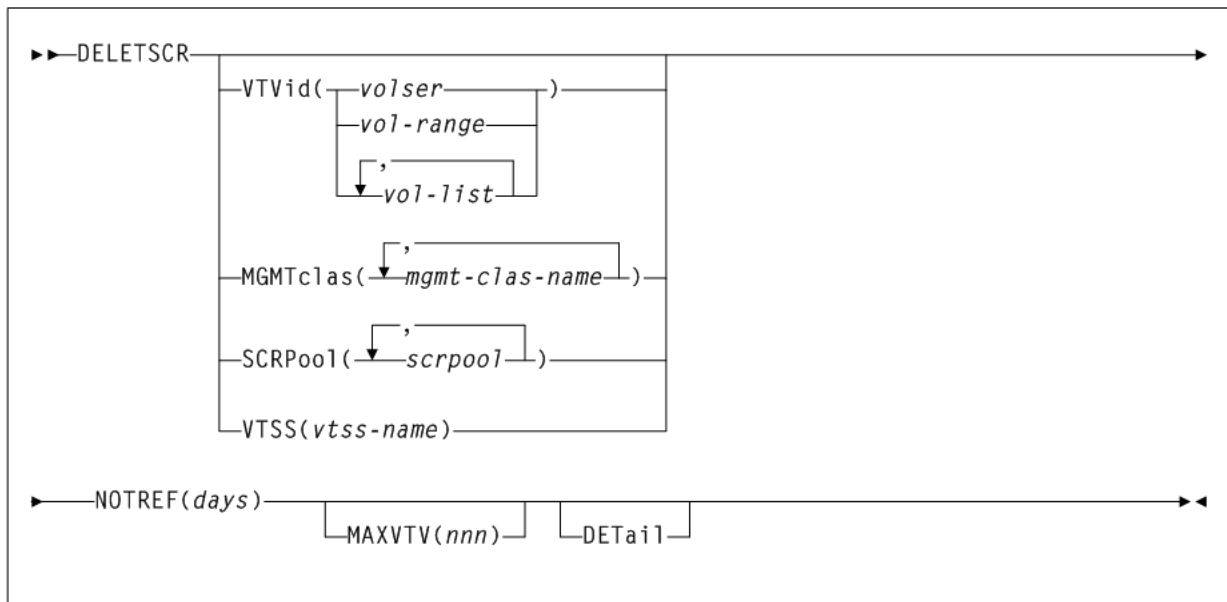 DELETSCR
VTVid( volser )
vol-range
,
vol-list
,
MGMTclas( mgmt-clas-name )
,
SCRPool( scrpool )
VTSS(vtss-name)
NOTREF(days)
MAXVTV(nnn) DETail